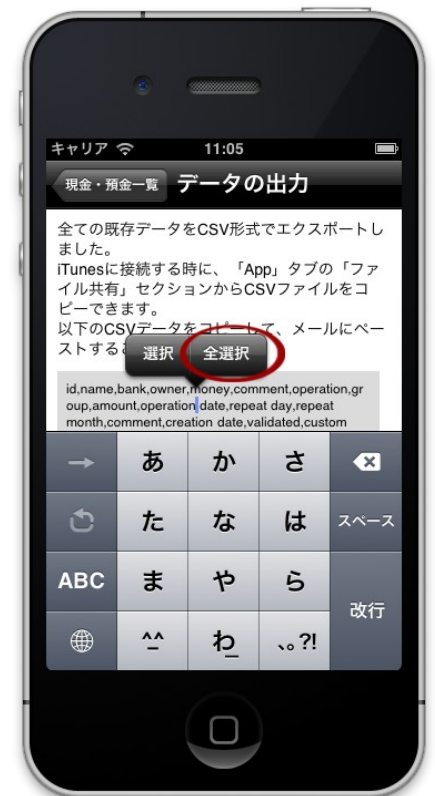 キャリア 11:05
現金・預金一覧 データの出力
全ての既存データをCSV形式でエクスポートし
ました。
iTunesに接続する時に、「App」タブの「ファ
イル共有」セクションからCSVファイルをコ
ピーできます。
以下のCSVデータをコピーして、メールにペー
ストする
選択 全選択
id,name,bank,owner,money,comment,operation,gr
oup,amount,operation date,repeat day,repeat
month,comment,creation date,validated,custom
→ あ か さ
た な は スペース
ABC ま や ら
改行
^_^ わ_ 、。?!